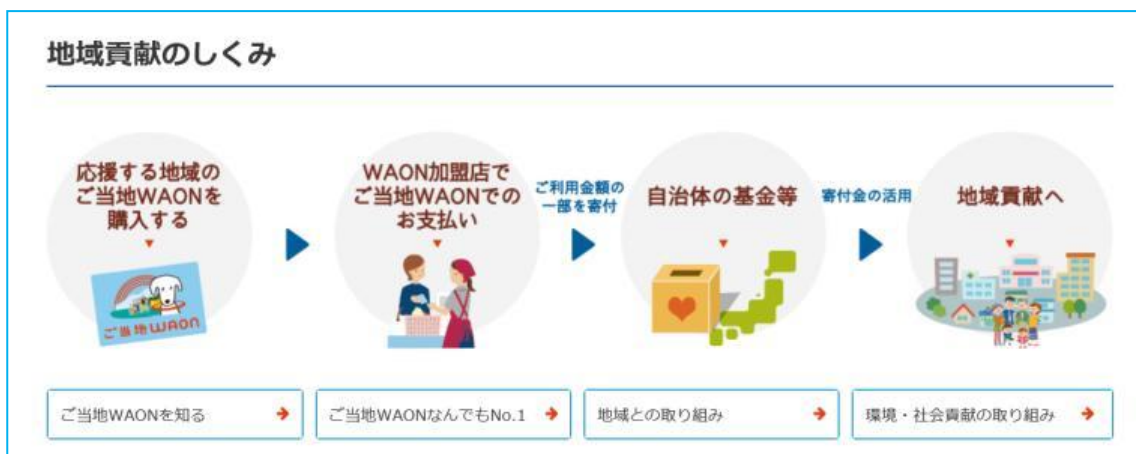 地域貢献のしくみ
応援する地域の
ご当地WAONを
購入する
ご当地WAON
WAON加盟店で
ご当地WAONでの
お支払い
ご利用金額の
一部を寄付
自治体の基金等
寄付金の活用
地域貢献へ
ご当地WAONを知る
ご当地WAONなんでもNo.1
地域との取り組み
環境・社会貢献の取り組み